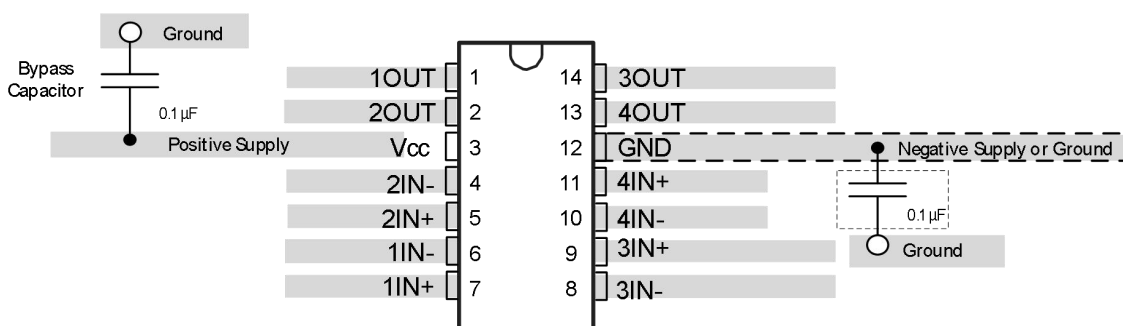 Ground
Bypass
Capacitor
0.1 µF
Positive Supply
1OUT 1 14 3OUT
2OUT 2 13 4OUT
Vcc 3 12 GND
2IN- 4 11 4IN+
2IN+ 5 10 4IN-
1IN- 6 9 3IN+
1IN+ 7 8 3IN-
Negative Supply or Ground
0.1 µF
Ground